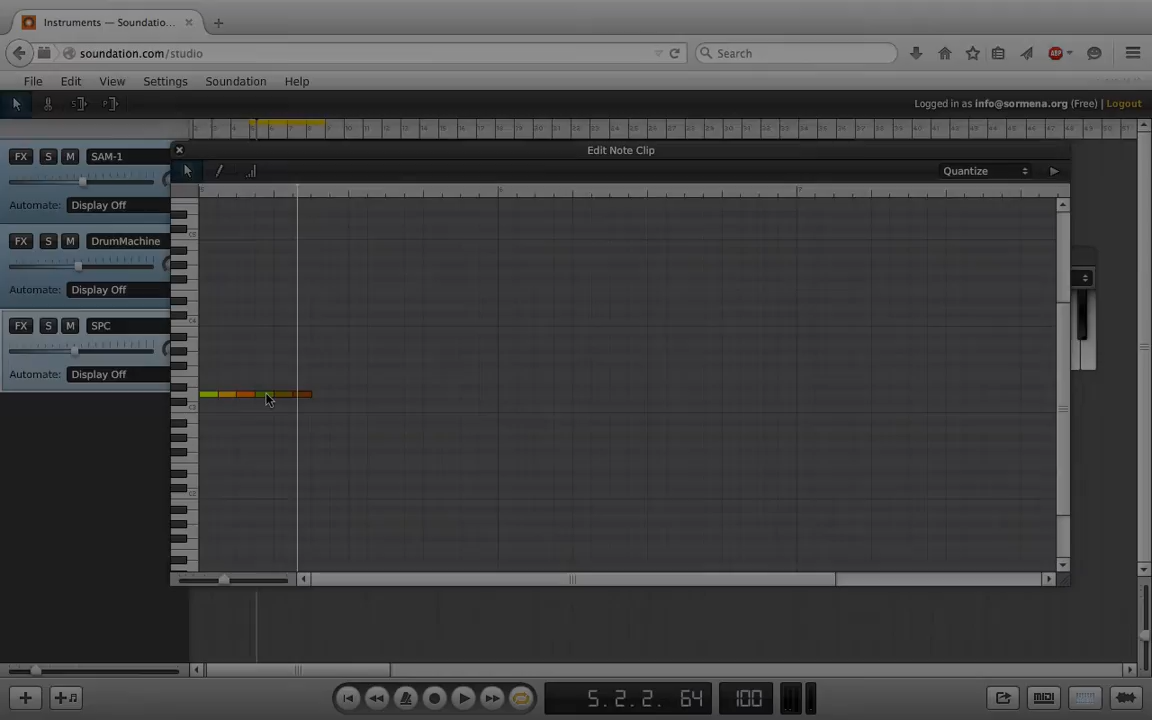 Instruments — Soundatio...
soundation.com/studio
Search
ABP
File Edit View Settings Soundation Help
Logged in as info@sormena.org (Free) | Logout
Edit Note Clip
FX S M SAM-1
Quantize
Automate: Display Off
FX S M DrumMachine
Automate: Display Off
FX S M SPC
Automate: Display Off
5. 2. 2. 64
100
MIDI